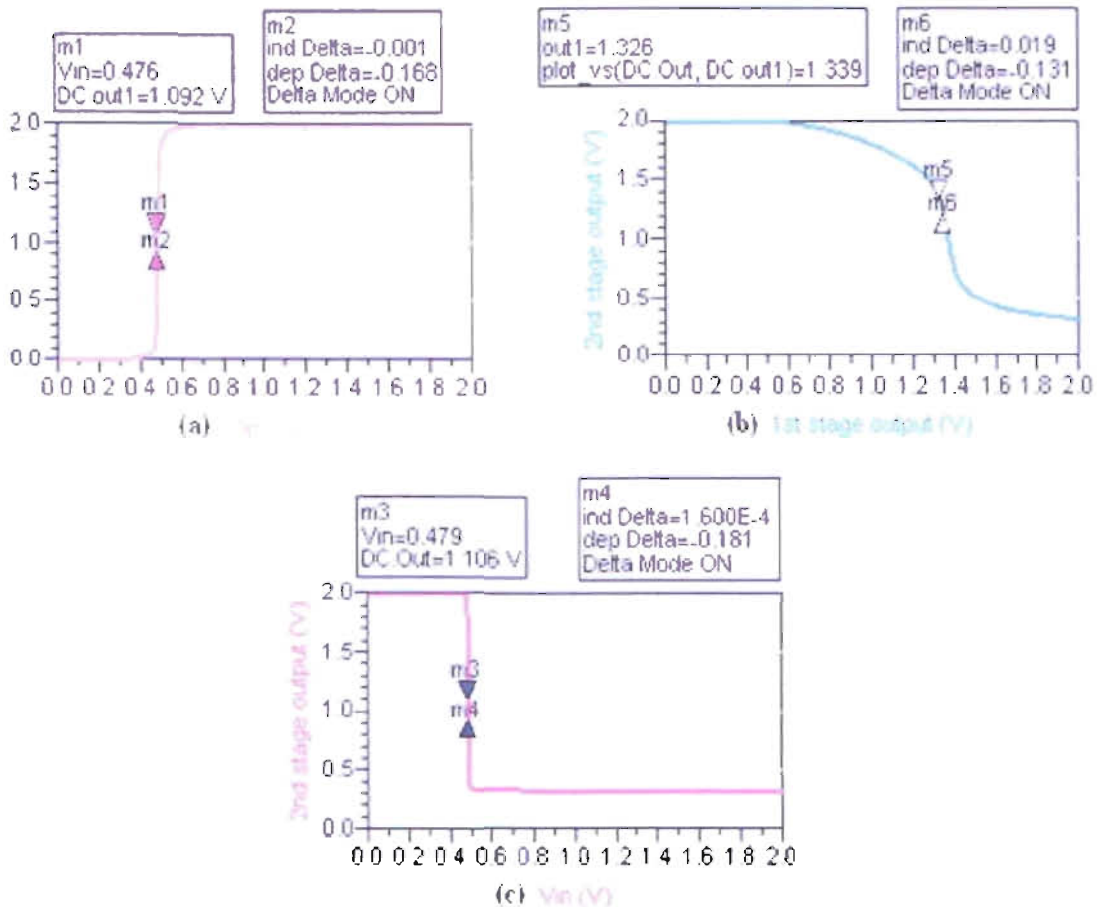 m1
Vin=0.476
DC out1=1.092 V
m2
ind Delta=-0.001
dep Delta=-0.168
Delta Mode ON
2.0
1.5
1.0
0.5
0.0
m1
m2
0.0 0.2 0.4 0.6 0.8 1.0 1.2 1.4 1.6 1.8 2.0
(a)
m5
out1=1.326
plot_vs(DC Out, DC out1)=1.339
m6
ind Delta=0.019
dep Delta=-0.131
Delta Mode ON
2nd stage output (V)
2.0
1.5
1.0
0.5
0.0
m5
m6
0.0 0.2 0.4 0.6 0.8 1.0 1.2 1.4 1.6 1.8 2.0
(b) 1st stage output (V)
m3
Vin=0.479
DC.Out=1.106 V
m4
ind Delta=1.600E-4
dep Delta=-0.181
Delta Mode ON
2nd stage output (V)
2.0
1.5
1.0
0.5
0.0
m3
m4
0.0 0.2 0.4 0.6 0.8 1.0 1.2 1.4 1.6 1.8 2.0
(c) Vin (V)